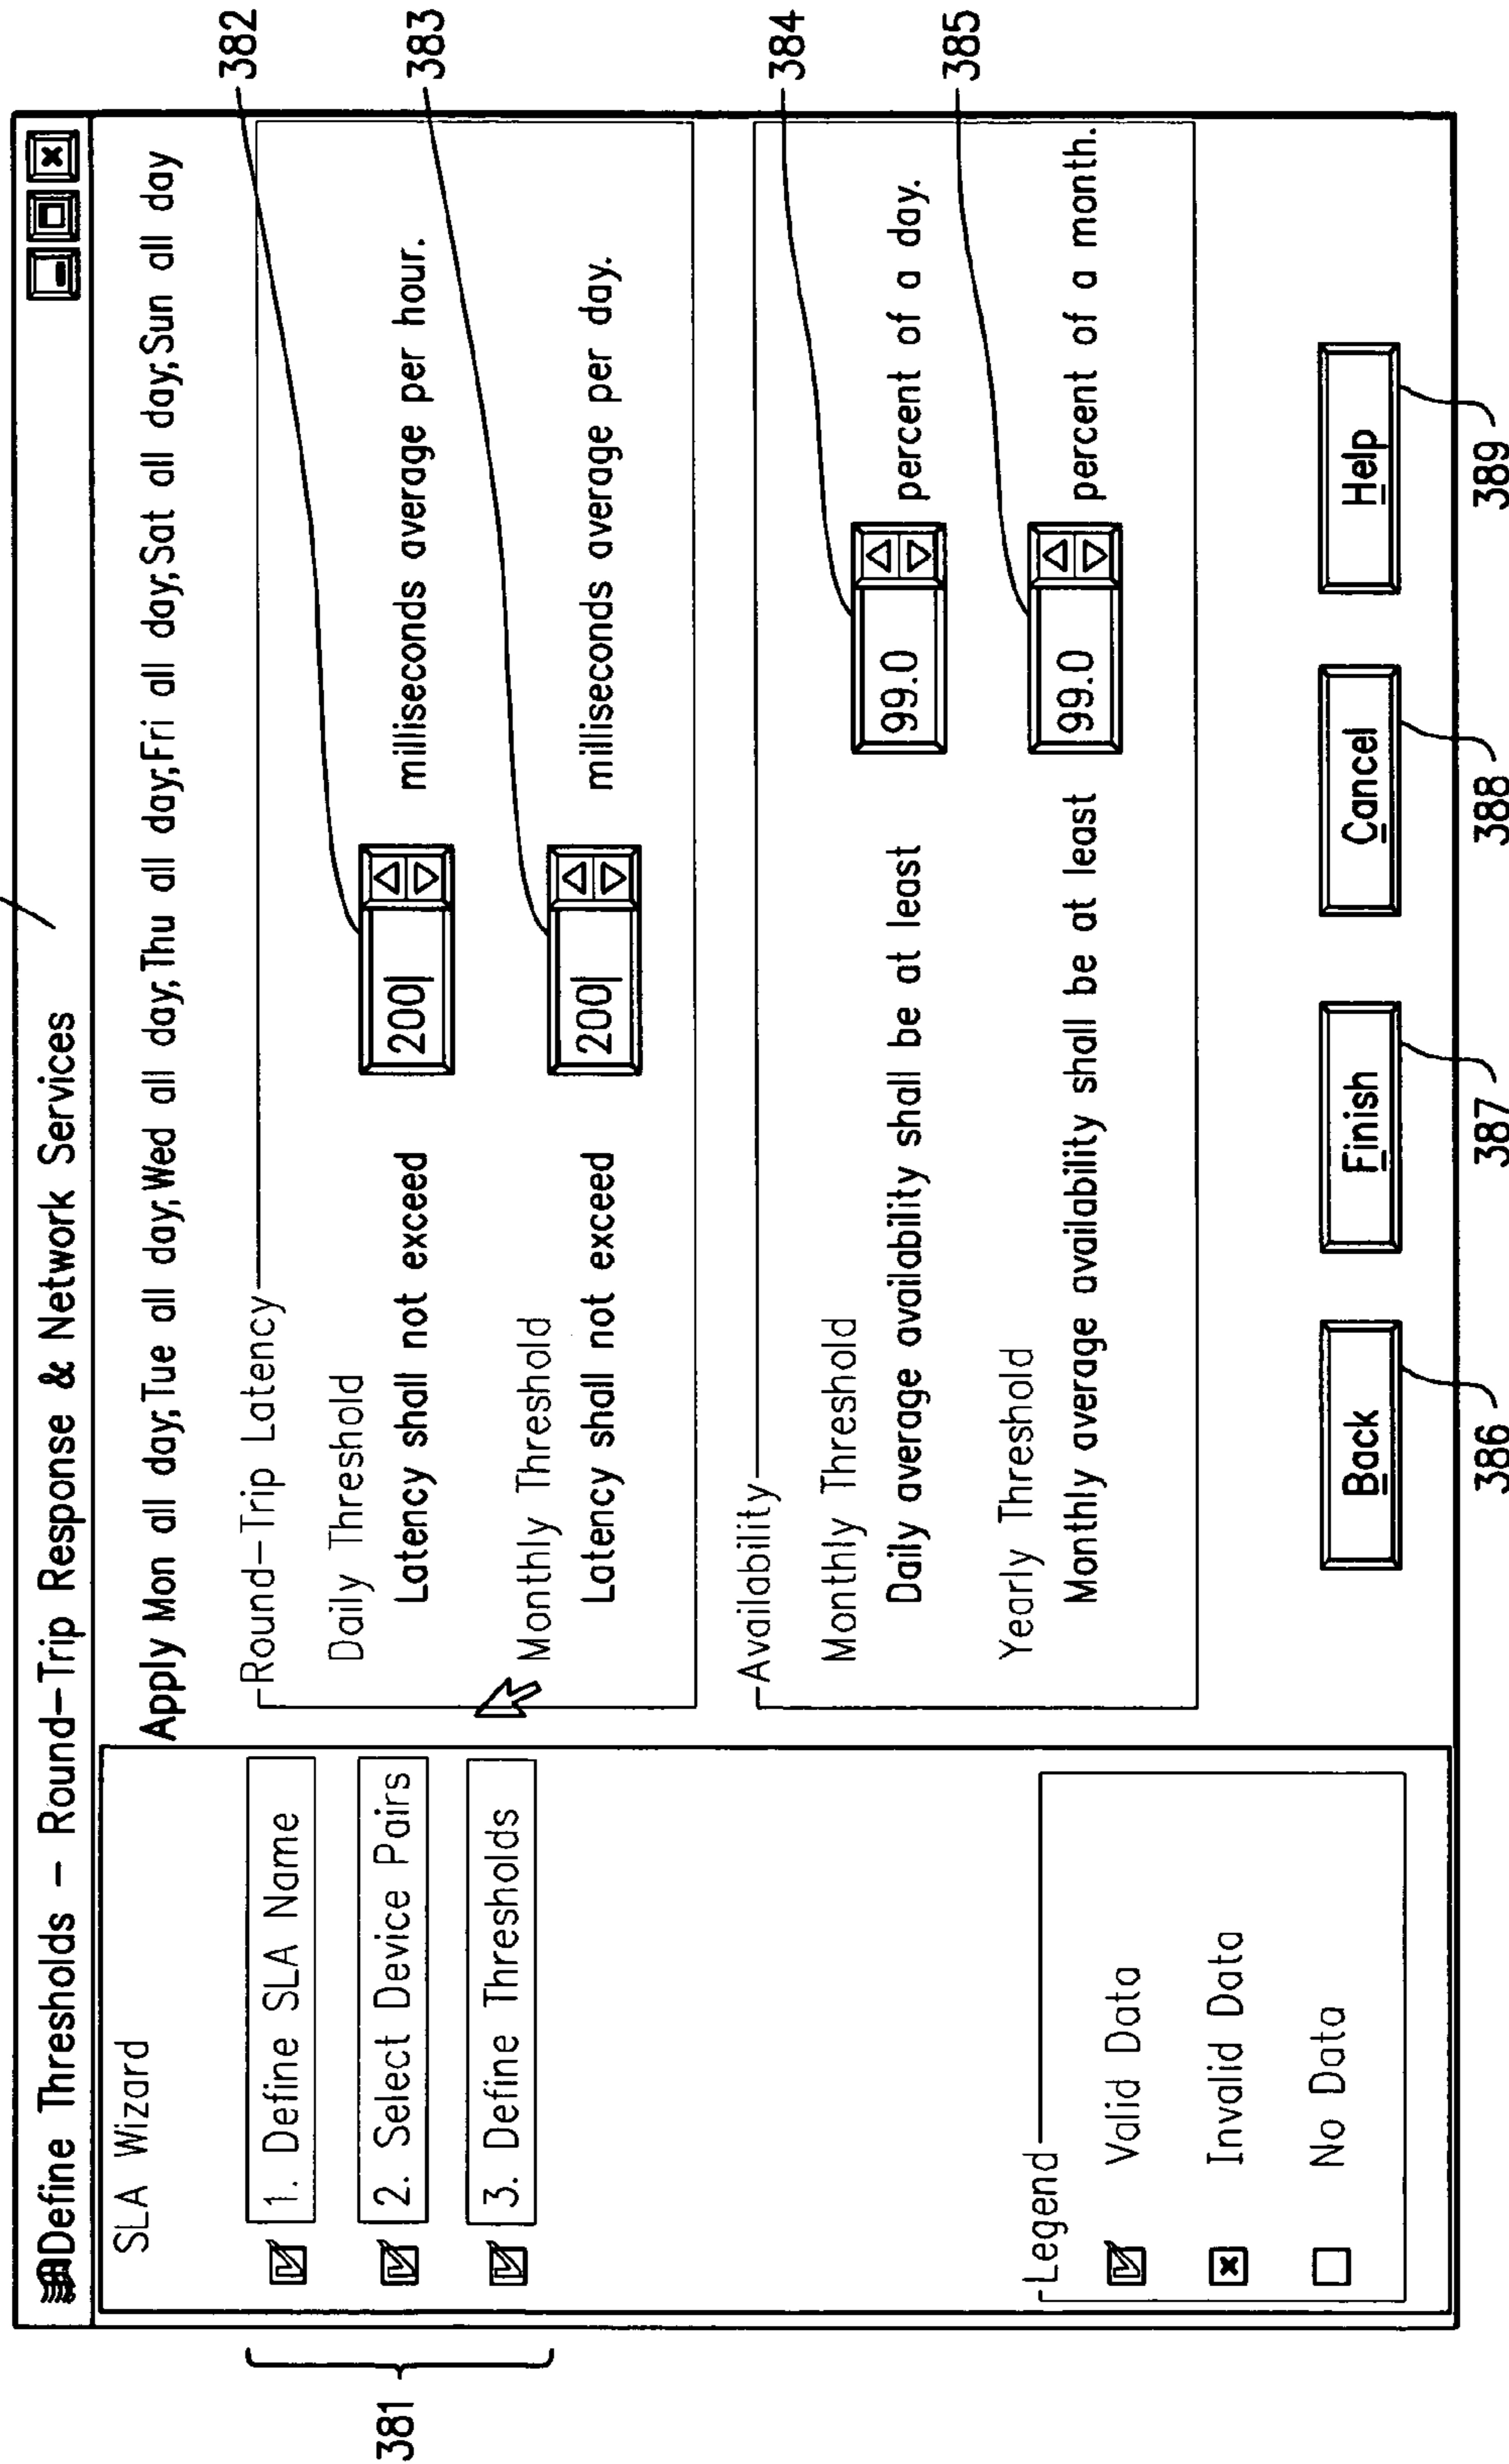 Define Thresholds - Round-Trip Response & Network Services
SLA Wizard
1. Define SLA Name
2. Select Device Pairs
3. Define Thresholds
381
Legend
Valid Data
Invalid Data
No Data
Apply Mon all day;Tue all day;Wed all day;Thu all day;Fri all day;Sat all day;Sun all day
Round-Trip Latency
Daily Threshold
Latency shall not exceed 200 milliseconds average per hour.
382
Monthly Threshold
Latency shall not exceed 200 milliseconds average per day.
383
Availability
Monthly Threshold
Daily average availability shall be at least 99.0 percent of a day.
384
Yearly Threshold
Monthly average availability shall be at least 99.0 percent of a month.
385
Back Finish Cancel Help
386 387 388 389